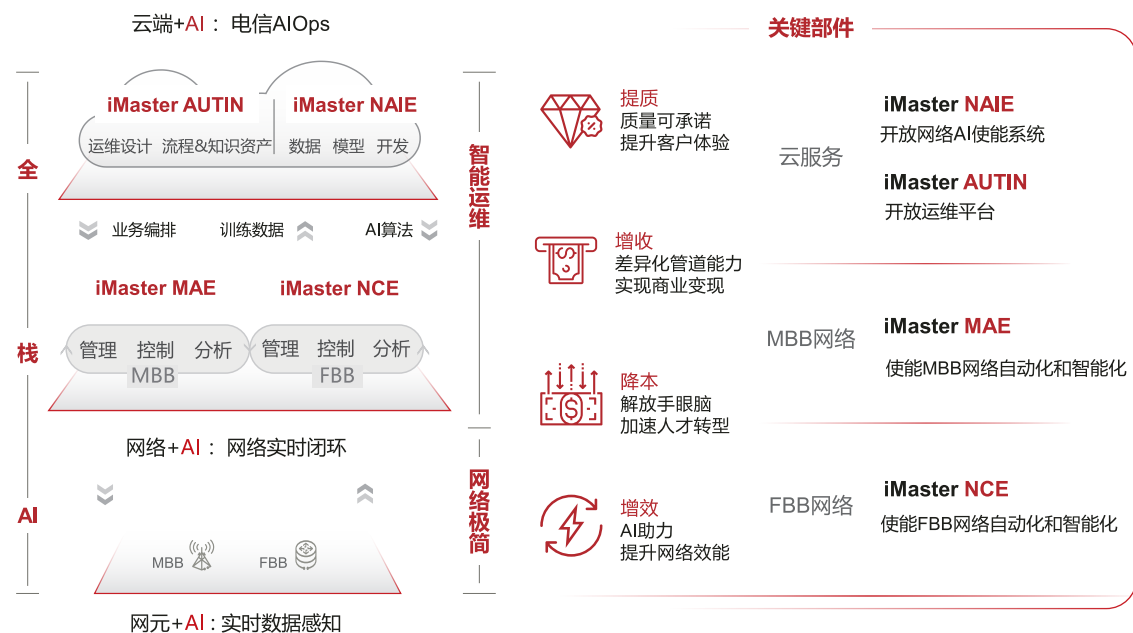 云端+AI：电信AIOps
iMaster AUTIN
iMaster NAIE
运维设计 流程&知识资产
数据 模型 开发
业务编排
训练数据
AI算法
iMaster MAE
iMaster NCE
管理 控制 分析
MBB
管理 控制 分析
FBB
网络+AI：网络实时闭环
MBB
FBB
网元+AI：实时数据感知
全
栈
AI
智能运维
网络极简
提质
质量可承诺
提升客户体验
增收
差异化管道能力
实现商业变现
降本
解放手眼脑
加速人才转型
增效
AI助力
提升网络效能
关键部件
云服务
iMaster NAIE
开放网络AI使能系统
iMaster AUTIN
开放运维平台
MBB网络
iMaster MAE
使能MBB网络自动化和智能化
FBB网络
iMaster NCE
使能FBB网络自动化和智能化